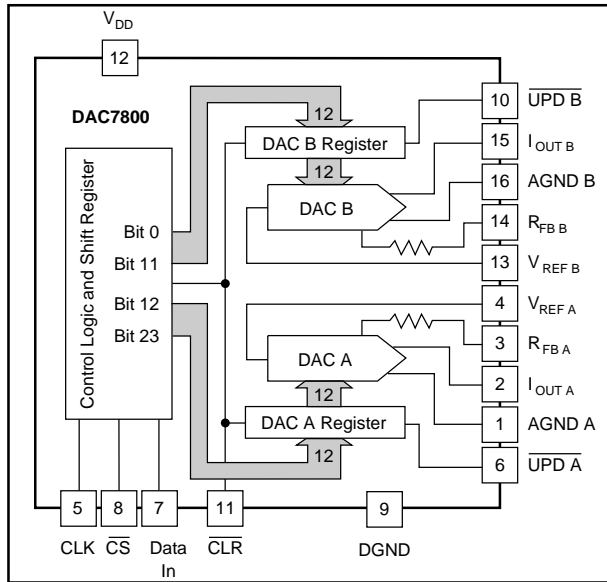 V_DD
12
DAC7800
Control Logic and Shift Register
Bit 0
Bit 11
Bit 12
Bit 23
12
DAC B Register
12
DAC B
DAC A
12
DAC A Register
12
10 UPD B
15 I_OUT B
16 AGND B
14 R_FB B
13 V_REF B
4 V_REF A
3 R_FB A
2 I_OUT A
1 AGND A
6 UPD A
5
8
7
11
9
CLK
CS
Data
In
CLR
DGND